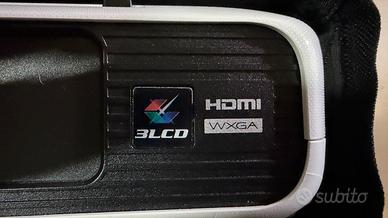 3LCD
HDMI
WXGA
subito